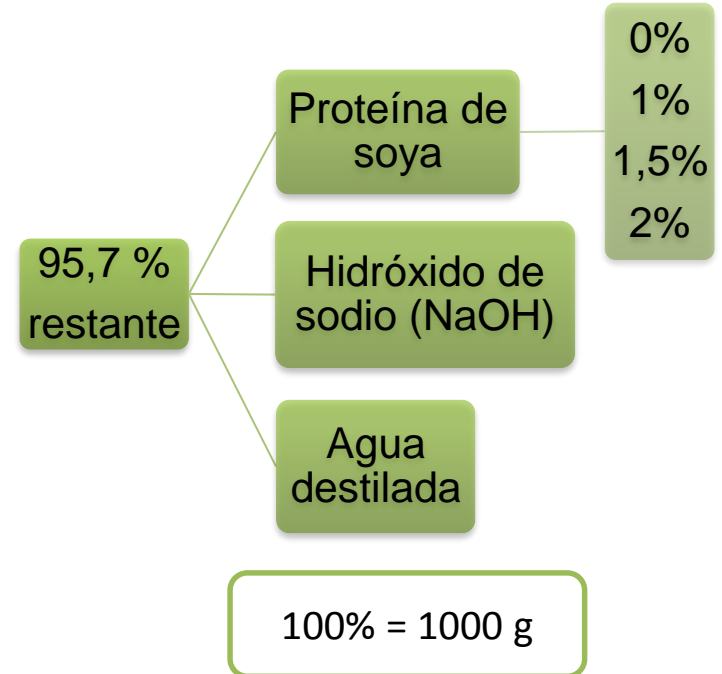 95,7 %
restante
Proteína de
soya
0%
1%
1,5%
2%
Hidróxido de
sodio (NaOH)
Agua
destilada
100% = 1000 g